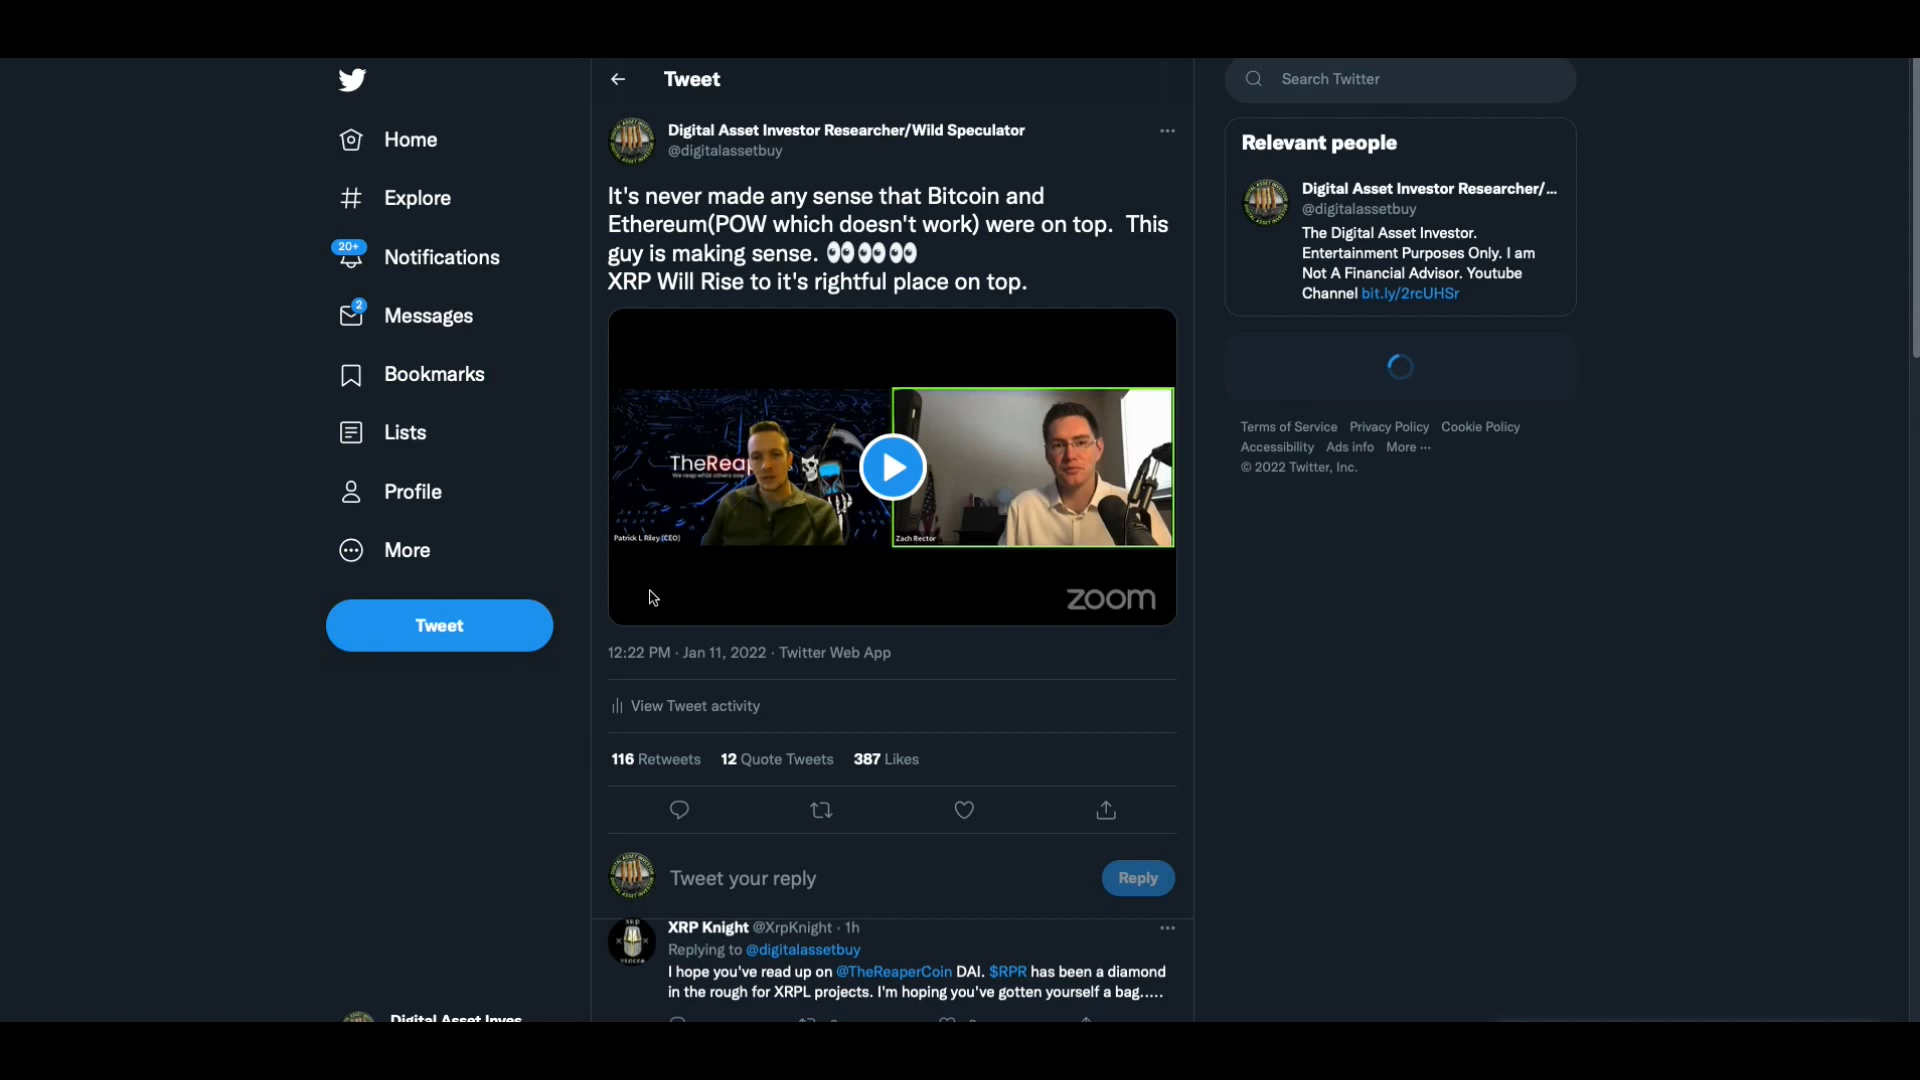 Home
Explore
20+
Notifications
2
Messages
Bookmarks
Lists
Profile
More
Tweet
Tweet
Digital Asset Investor Researcher/Wild Speculator
@digitalassetbuy
It's never made any sense that Bitcoin and
Ethereum(POW which doesn't work) were on top. This
guy is making sense. 👀👀👀
XRP Will Rise to it's rightful place on top.
TheReap
Patrick L Riley (CEO)
Zach Rector
zoom
12:22 PM · Jan 11, 2022 · Twitter Web App
View Tweet activity
116 Retweets 12 Quote Tweets 387 Likes
Tweet your reply
Reply
XRP Knight @XrpKnight · 1h
Replying to @digitalassetbuy
I hope you've read up on @TheReaperCoin DAI. $RPR has been a diamond
in the rough for XRPL projects. I'm hoping you've gotten yourself a bag.....
Digital Asset Inves
Search Twitter
Relevant people
Digital Asset Investor Researcher/...
@digitalassetbuy
The Digital Asset Investor.
Entertainment Purposes Only. I am
Not A Financial Advisor. Youtube
Channel bit.ly/2rcUHSr
Terms of Service Privacy Policy Cookie Policy
Accessibility Ads info More ···
© 2022 Twitter, Inc.